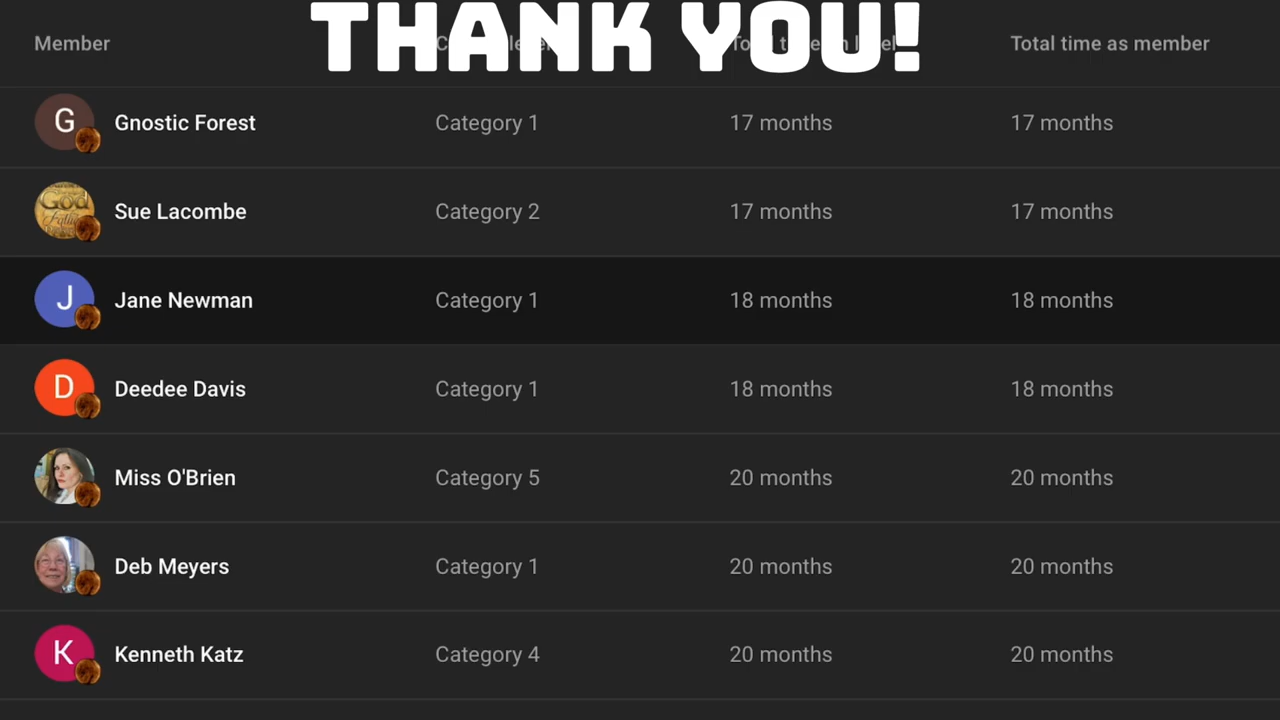 THANK YOU!
Member Total time as member
G Gnostic Forest Category 1 17 months 17 months
God
Sue Lacombe Category 2 17 months 17 months
J Jane Newman Category 1 18 months 18 months
D Deedee Davis Category 1 18 months 18 months
Miss O'Brien Category 5 20 months 20 months
Deb Meyers Category 1 20 months 20 months
K Kenneth Katz Category 4 20 months 20 months